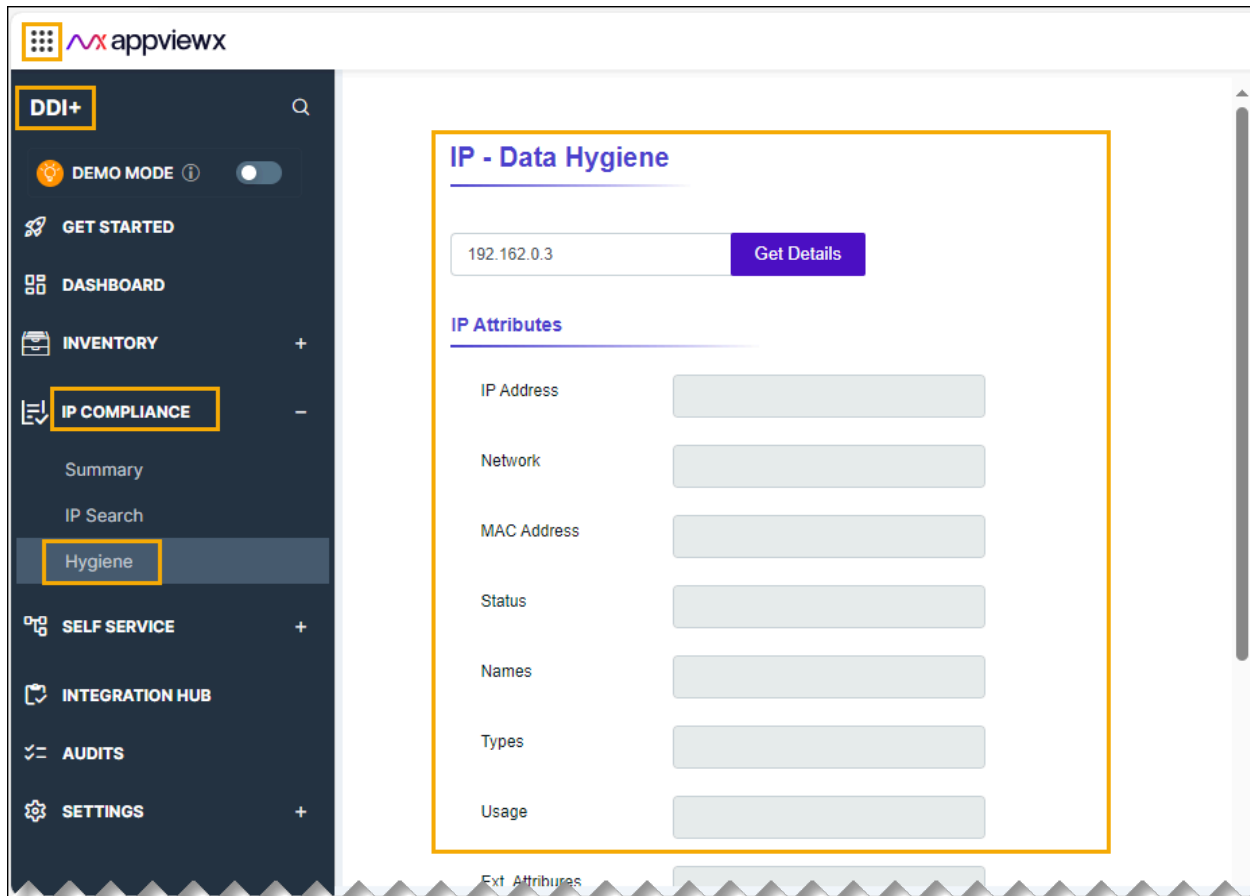 appviewx
DDI+
DEMO MODE
GET STARTED
DASHBOARD
INVENTORY +
IP COMPLIANCE −
Summary
IP Search
Hygiene
SELF SERVICE +
INTEGRATION HUB
AUDITS
SETTINGS +
IP - Data Hygiene
192.162.0.3 Get Details
IP Attributes
IP Address
Network
MAC Address
Status
Names
Types
Usage
Ext. Attribures